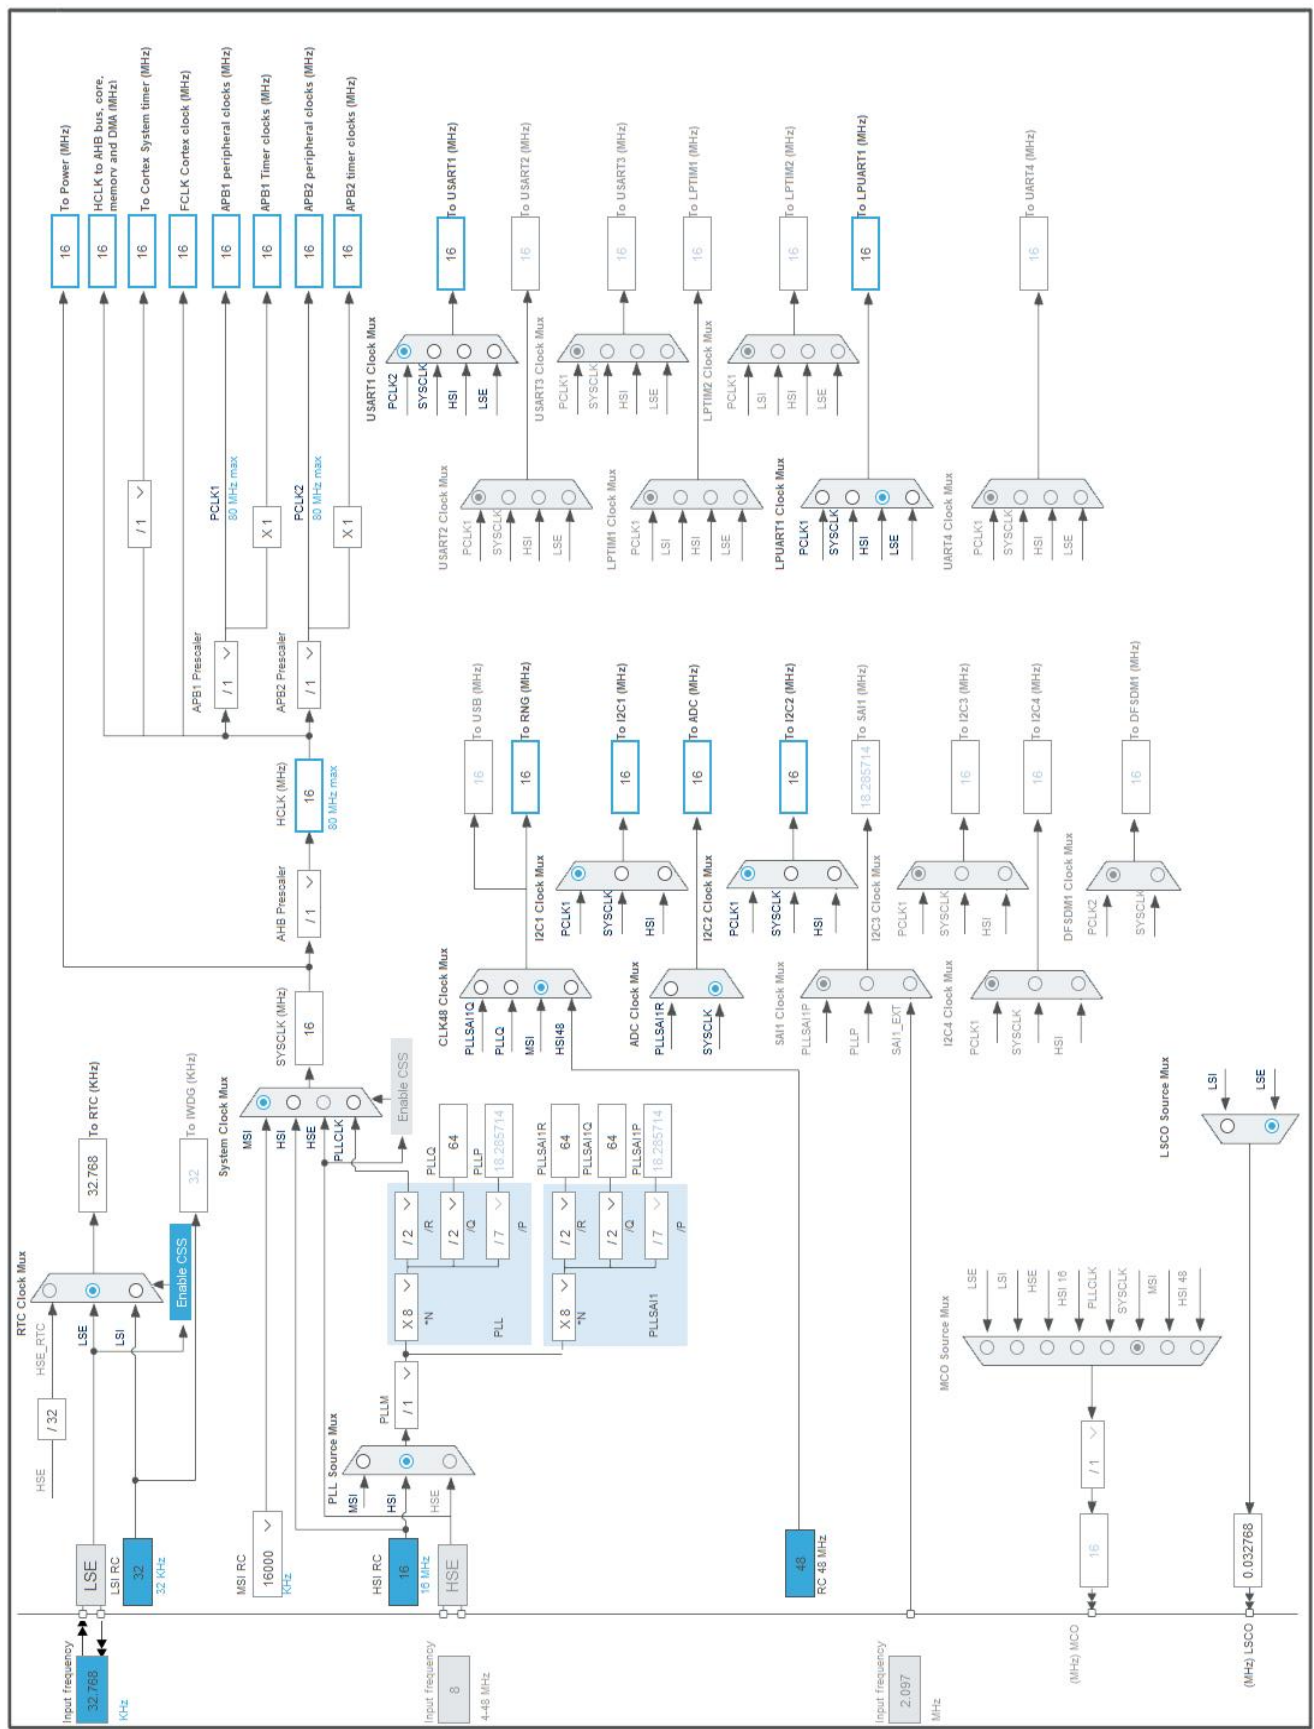 Input frequency
32.768
KHz
LSE
LSI RC
32
32 KHz
HSE
/ 32
HSE_RTC
RTC Clock Mux
LSE
LSI
Enable CSS
32.768
To RTC (KHz)
32
To IWDG (KHz)
MSI RC
16000
KHz
HSI RC
16
16 MHz
Input frequency
8
4-48 MHz
HSE
PLL Source Mux
MSI
HSI
HSE
PLLM
/ 1
X 8
*N
PLL
/ 2
/R
/ 2
/Q
/ 7
/P
PLLQ
64
PLLP
18.285714
X 8
*N
PLLSAI1
/ 2
/R
/ 2
/Q
/ 7
/P
PLLSAI1R
64
PLLSAI1Q
64
PLLSAI1P
18.285714
System Clock Mux
MSI
HSI
HSE
PLLCLK
Enable CSS
SYSCLK (MHz)
16
AHB Prescaler
/ 1
HCLK (MHz)
16
80 MHz max
APB1 Prescaler
/ 1
PCLK1
80 MHz max
X 1
APB2 Prescaler
/ 1
PCLK2
80 MHz max
X 1
/ 1
16
To Power (MHz)
16
HCLK to AHB bus, core,
memory and DMA (MHz)
16
To Cortex System timer (MHz)
16
FCLK Cortex clock (MHz)
16
APB1 peripheral clocks (MHz)
16
APB1 Timer clocks (MHz)
16
APB2 peripheral clocks (MHz)
16
APB2 timer clocks (MHz)
48
RC 48 MHz
Input frequency
2.097
MHz
CLK48 Clock Mux
PLLSAI1Q
PLLQ
MSI
HSI48
16
To USB (MHz)
16
To RNG (MHz)
I2C1 Clock Mux
PCLK1
SYSCLK
HSI
16
To I2C1 (MHz)
ADC Clock Mux
PLLSAI1R
SYSCLK
16
To ADC (MHz)
I2C2 Clock Mux
PCLK1
SYSCLK
HSI
16
To I2C2 (MHz)
SAI1 Clock Mux
PLLSAI1P
PLLP
SAI1_EXT
18.285714
To SAI1 (MHz)
I2C3 Clock Mux
PCLK1
SYSCLK
HSI
16
To I2C3 (MHz)
I2C4 Clock Mux
PCLK1
SYSCLK
HSI
16
To I2C4 (MHz)
DFSDM1 Clock Mux
PCLK2
SYSCLK
16
To DFSDM1 (MHz)
USART1 Clock Mux
PCLK2
SYSCLK
HSI
LSE
16
To USART1 (MHz)
USART2 Clock Mux
PCLK1
SYSCLK
HSI
LSE
16
To USART2 (MHz)
USART3 Clock Mux
PCLK1
SYSCLK
HSI
LSE
16
To USART3 (MHz)
LPTIM1 Clock Mux
PCLK1
LSI
HSI
LSE
16
To LPTIM1 (MHz)
LPTIM2 Clock Mux
PCLK1
LSI
HSI
LSE
16
To LPTIM2 (MHz)
LPUART1 Clock Mux
PCLK1
SYSCLK
HSI
LSE
16
To LPUART1 (MHz)
UART4 Clock Mux
PCLK1
SYSCLK
HSI
LSE
16
To UART4 (MHz)
(MHz) MCO
16
/ 1
MCO Source Mux
LSE
LSI
HSE
HSI 16
PLLCLK
SYSCLK
MSI
HSI 48
(MHz) LSCO
0.032768
LSCO Source Mux
LSI
LSE